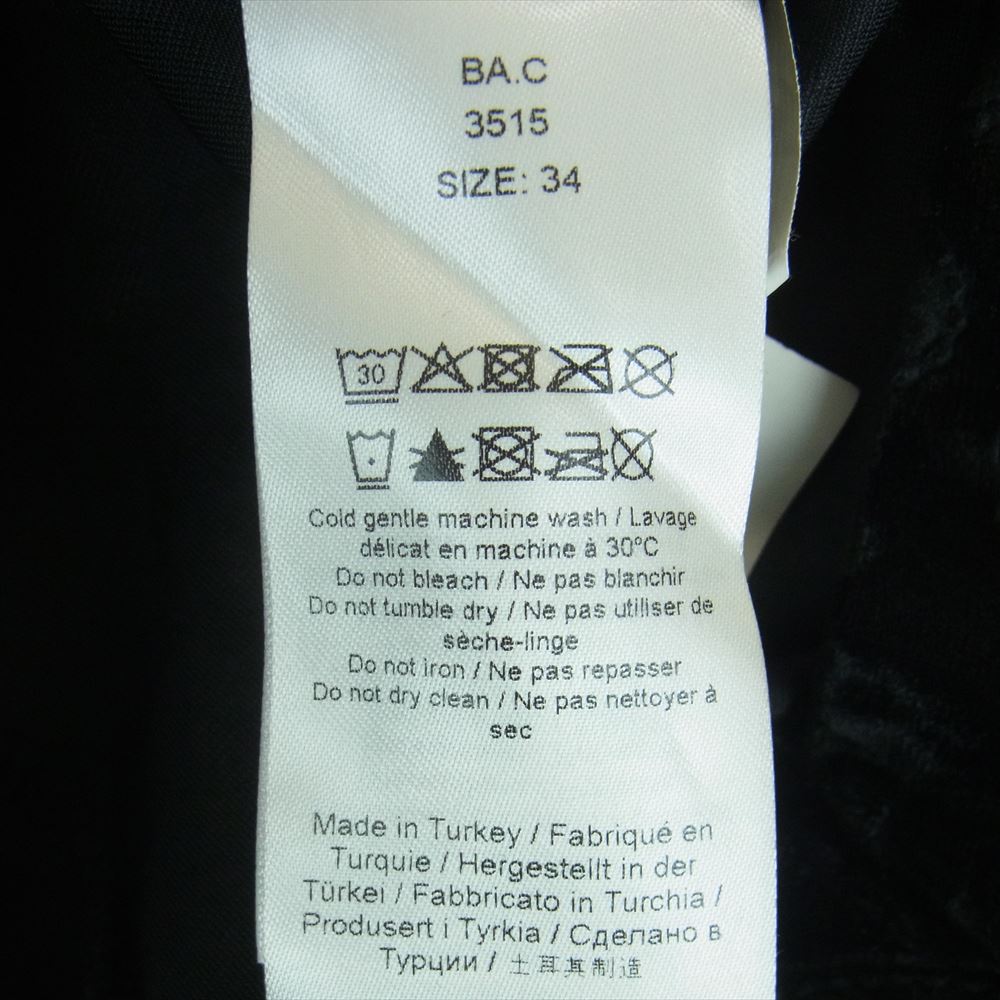 BA.C
3515
SIZE: 34
30
Cold gentle machine wash / Lavage
délicat en machine à 30°C
Do not bleach / Ne pas blanchir
Do not tumble dry / Ne pas utiliser de
sèche-linge
Do not iron / Ne pas repasser
Do not dry clean / Ne pas nettoyer à
sec
Made in Turkey / Fabriqué en
Turquie / Hergestellt in der
Türkei / Fabbricato in Turchia /
Produsert i Tyrkia / Сделано в
Турции / 土耳其制造